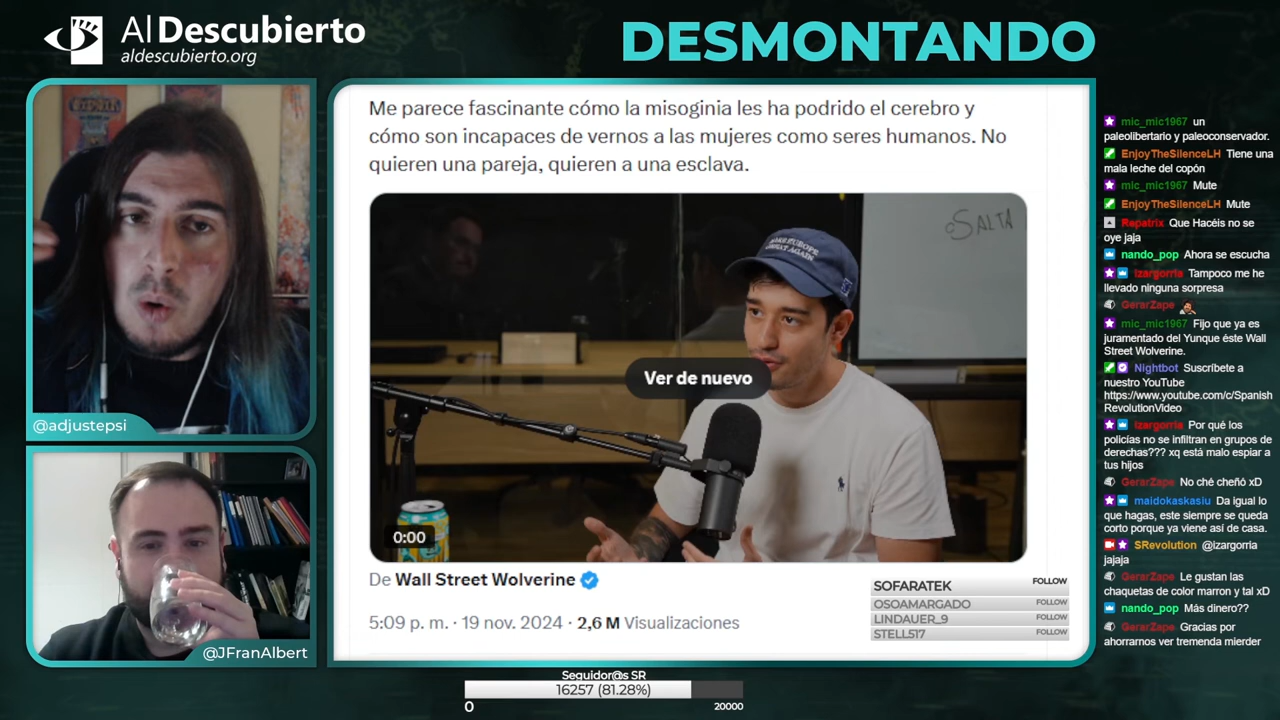 Al Descubierto
aldescubierto.org
DESMONTANDO
Me parece fascinante cómo la misoginia les ha podrido el cerebro y
cómo son incapaces de vernos a las mujeres como seres humanos. No
quieren una pareja, quieren a una esclava.
SALTA
GREAT AGAIN
Ver de nuevo
0:00
De Wall Street Wolverine
5:09 p. m. · 19 nov. 2024 · 2,6 M Visualizaciones
SOFARATEK FOLLOW
OSOAMARGADO FOLLOW
LINDAUER_9 FOLLOW
STELL517 FOLLOW
@adjustepsi
@JFranAlbert
mic_mic1967 un
paleolibertario y paleoconservador.
EnjoyTheSilenceLH Tiene una
mala leche del copón
mic_mic1967 Mute
EnjoyTheSilenceLH Mute
Repatrix Que Hacéis no se
oye jaja
nando_pop Ahora se escucha
izargorria Tampoco me he
llevado ninguna sorpresa
GerarZape
mic_mic1967 Fijo que ya es
juramentado del Yunque éste Wall
Street Wolverine.
Nightbot Suscríbete a
nuestro YouTube
https://www.youtube.com/c/Spanish
RevolutionVideo
izargorria Por qué los
policías no se infiltran en grupos de
derechas??? xq está malo espiar a
tus hijos
GerarZape No ché cheñó xD
maidokaskasiu Da igual lo
que hagas, este siempre se queda
corto porque ya viene así de casa.
SRevolution @izargorria
jajaja
GerarZape Le gustan las
chaquetas de color marron y tal xD
nando_pop Más dinero??
GerarZape Gracias por
ahorrarnos ver tremenda mierder
Seguidor@s SR
16257 (81.28%)
0 20000